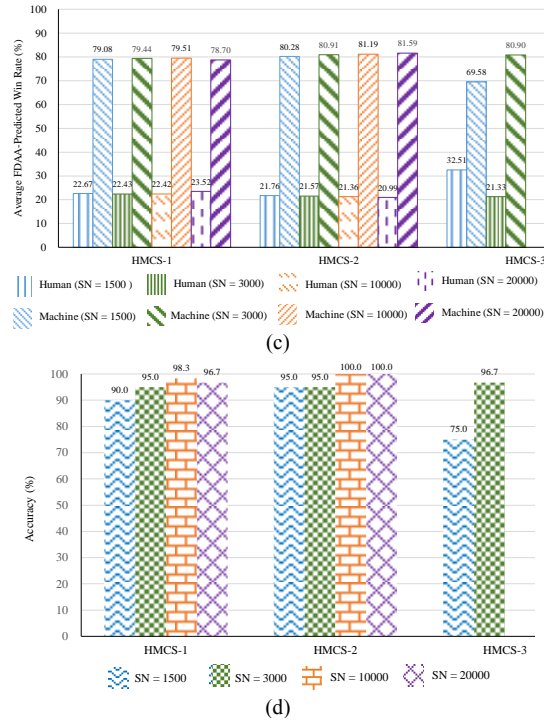 100
90
80
70
60
50
40
30
20
10
0
Average FDAA-Predicted Win Rate (%)
22.67
79.08
22.43
79.44
22.42
79.51
23.52
78.70
21.76
80.28
21.57
80.91
21.36
81.19
20.99
81.59
32.51
69.58
21.33
80.90
HMCS-1
HMCS-2
HMCS-3
Human (SN = 1500 )
Human (SN = 3000)
Human (SN = 10000)
Human (SN = 20000)
Machine (SN = 1500)
Machine (SN = 3000)
Machine (SN = 10000)
Machine (SN = 20000)
(c)
100
90
80
70
60
50
40
30
20
10
0
Accuracy (%)
90.0
95.0
98.3
96.7
95.0
95.0
100.0
100.0
75.0
96.7
HMCS-1
HMCS-2
HMCS-3
SN = 1500
SN = 3000
SN = 10000
SN = 20000
(d)